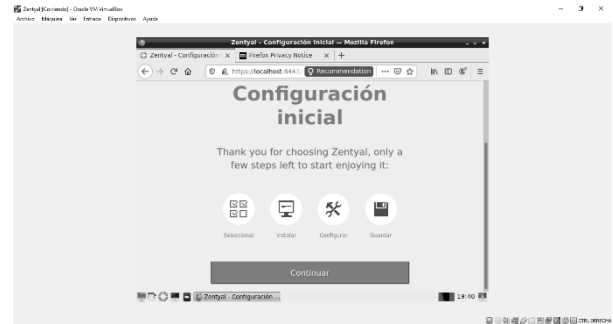 Zentyal [Corriendo] - Oracle VM VirtualBox
Archivo Máquina Ver Entrada Dispositivos Ayuda
Zentyal - Configuración Inicial — Mozilla Firefox
Zentyal - Configuración I × Firefox Privacy Notice × +
https://localhost:8443 Recommendation
Configuración
inicial
Thank you for choosing Zentyal, only a
few steps left to start enjoying it:
Seleccionar Instalar Configurar Guardar
Continuar
Zentyal - Configuración ... 19:40
CTRL DERECHA